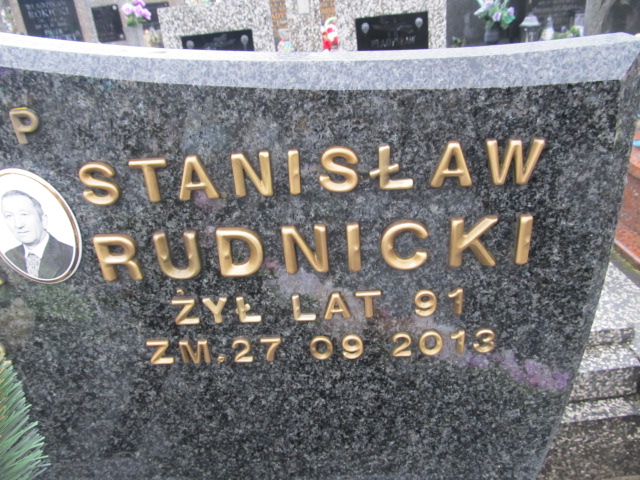 P
STANISŁAW
RUDNICKI
ŻYŁ LAT 91
ZM. 27 09 2013